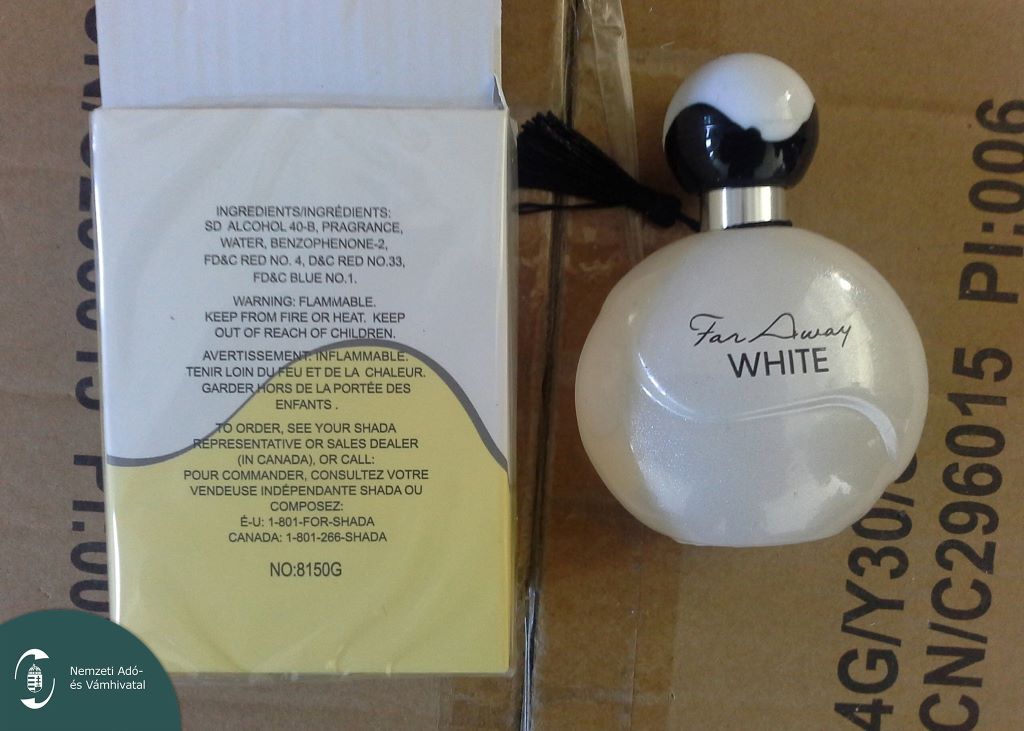 INGREDIENTS/INGRÉDIENTS:
SD ALCOHOL 40-B, PRAGRANCE,
WATER, BENZOPHENONE-2,
FD&C RED NO. 4, D&C RED NO.33,
FD&C BLUE NO.1.
WARNING: FLAMMABLE.
KEEP FROM FIRE OR HEAT. KEEP
OUT OF REACH OF CHILDREN.
AVERTISSEMENT: INFLAMMABLE.
TENIR LOIN DU FEU ET DE LA CHALEUR.
GARDER HORS DE LA PORTÉE DES
ENFANTS .
TO ORDER, SEE YOUR SHADA
REPRESENTATIVE OR SALES DEALER
(IN CANADA), OR CALL:
POUR COMMANDER, CONSULTEZ VOTRE
VENDEUSE INDÉPENDANTE SHADA OU
COMPOSEZ:
É-U: 1-801-FOR-SHADA
CANADA: 1-801-266-SHADA
NO:8150G
Far Away
WHITE
4G/Y30/
CN/C296015 PI:006
Nemzeti Adó-
és Vámhivatal